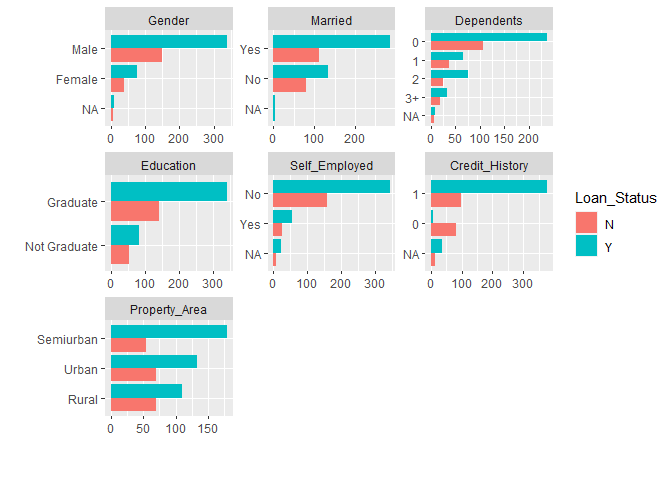 Gender
Male
Female
NA
0 100 200 300
Married
Yes
No
NA
0 100 200
Dependents
0
1
2
3+
NA
0 50 100 150 200
Education
Graduate
Not Graduate
0 100 200 300
Self_Employed
No
Yes
NA
0 100 200 300
Credit_History
1
0
NA
0 100 200 300
Property_Area
Semiurban
Urban
Rural
0 50 100 150
Loan_Status
N
Y